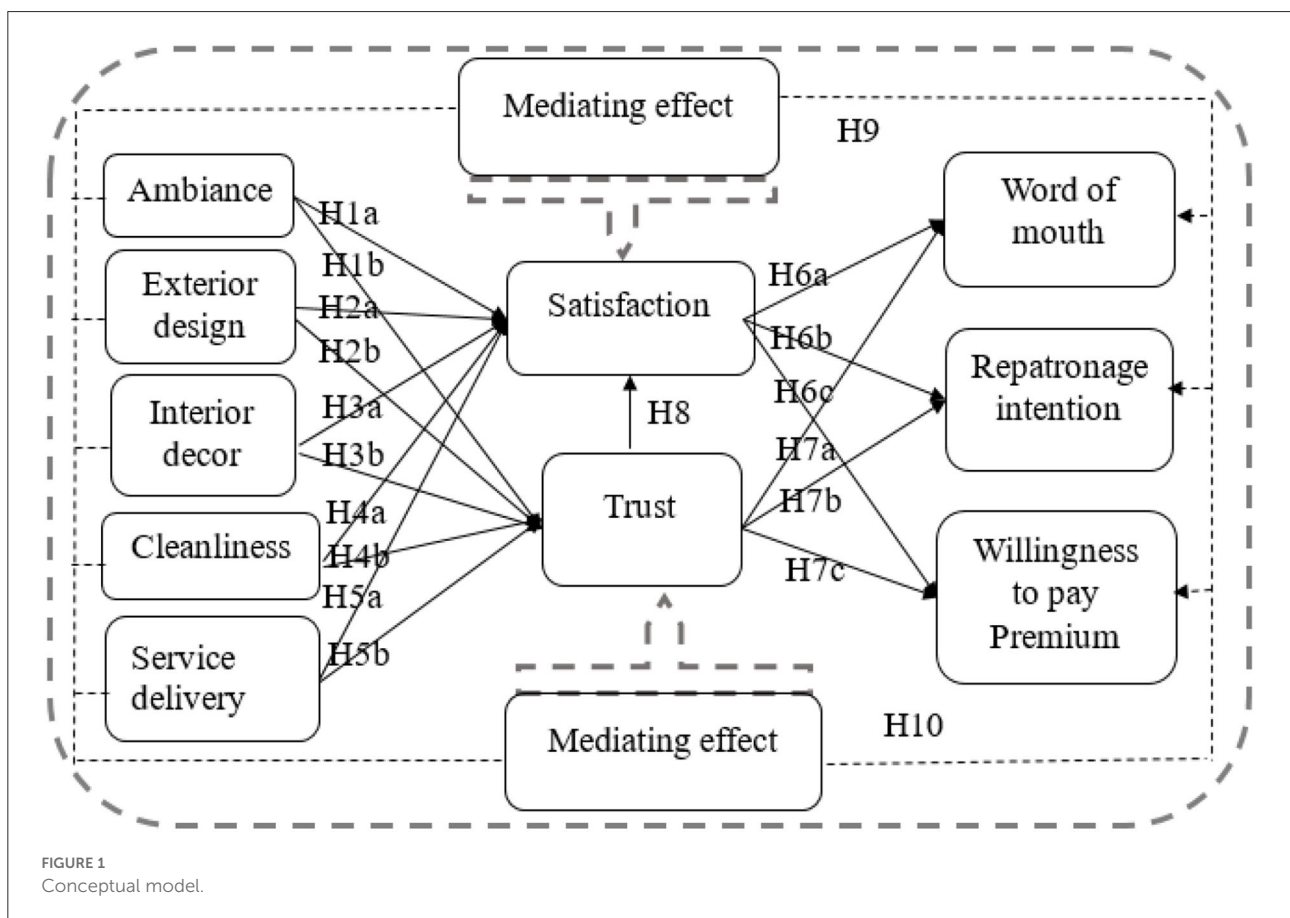 Mediating effect
H9
Ambiance
Exterior
design
Interior
decor
Cleanliness
Service
delivery
H1a
H1b
H2a
H2b
H3a
H3b
H4a
H4b
H5a
H5b
Satisfaction
H8
Trust
H6a
H6b
H6c
H7a
H7b
H7c
Word of
mouth
Repatronage
intention
Willingness
to pay
Premium
Mediating effect
H10
FIGURE 1
Conceptual model.